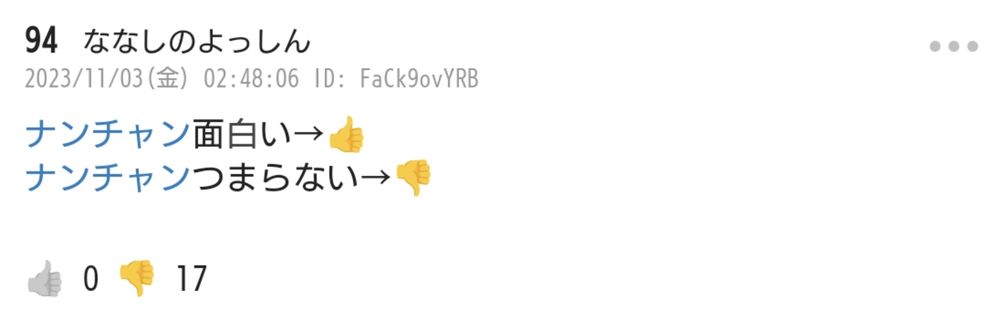 94 ななしのよっしん
2023/11/03(金) 02:48:06 ID: FaCk9ovYRB
ナンチャン面白い→👍
ナンチャンつまらない→👎
👍 0 👎 17